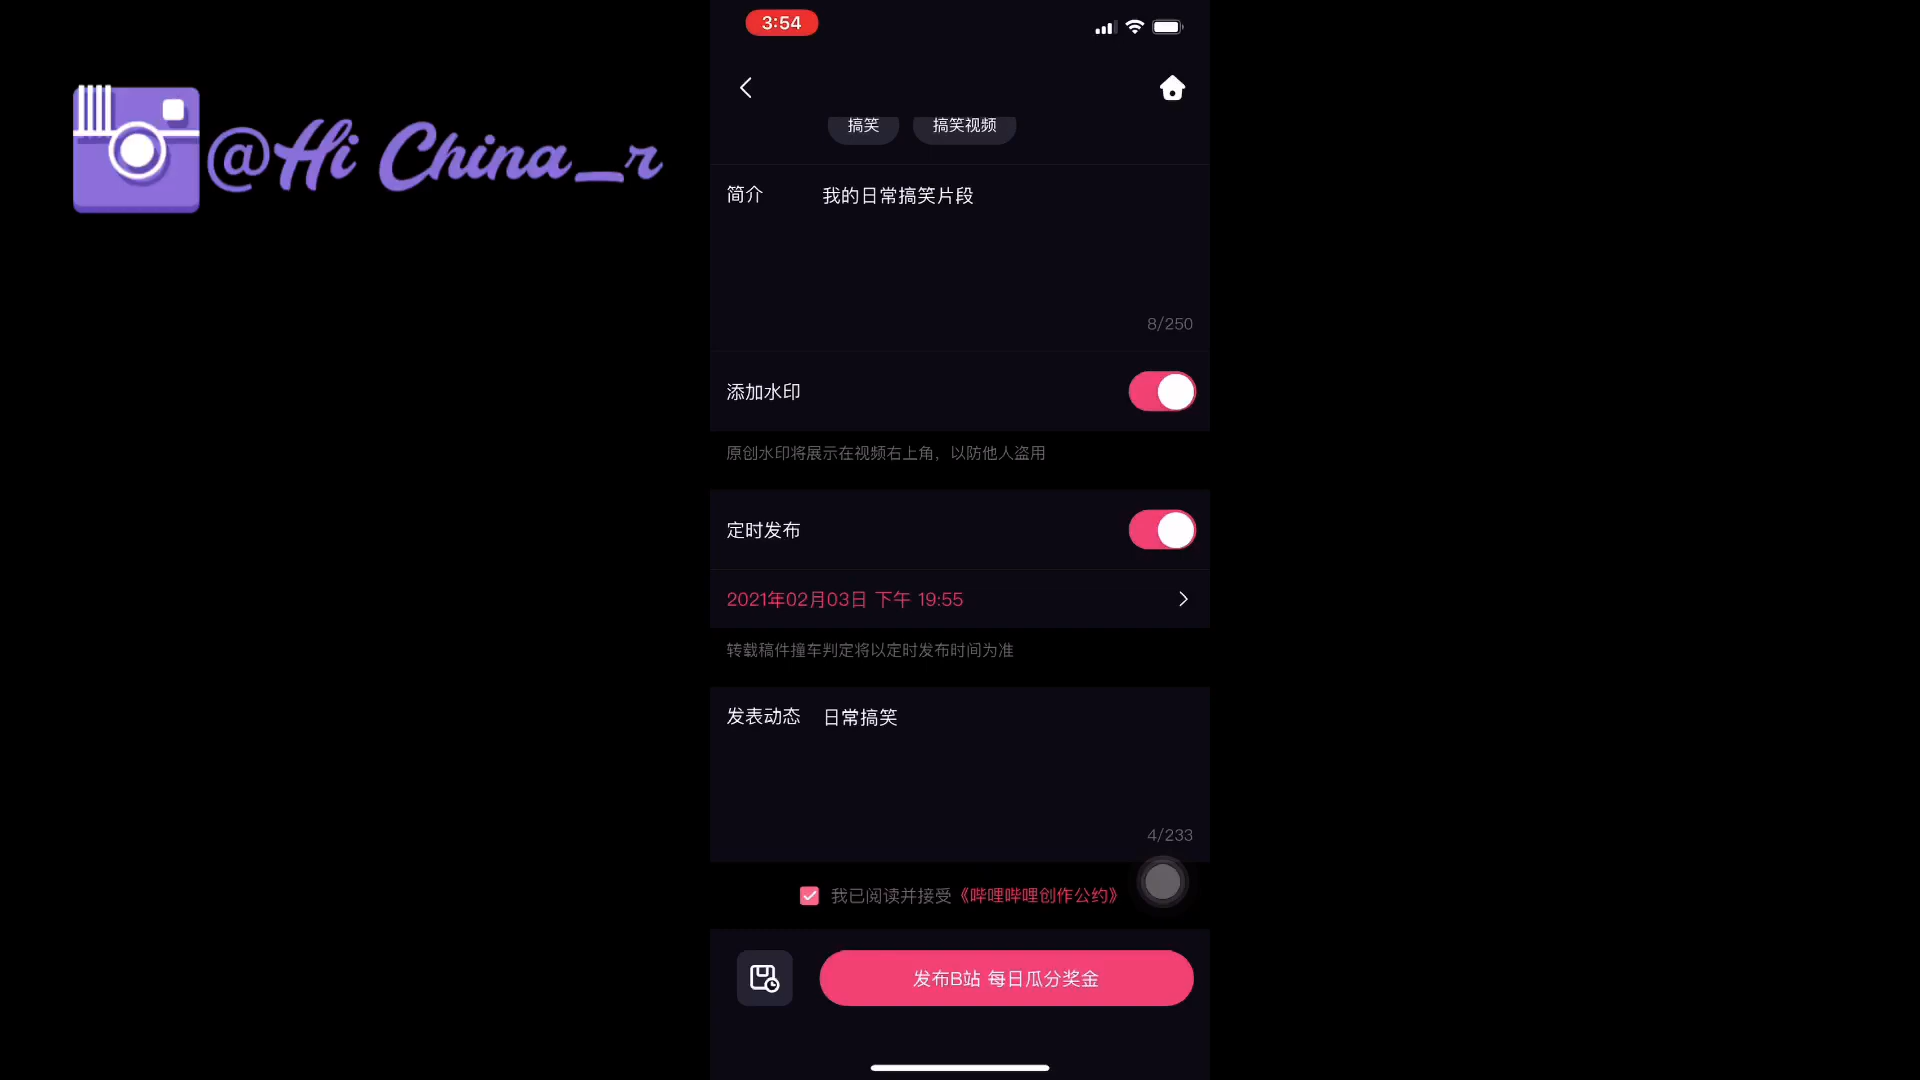 3:54
@Hi China_r
搞笑 搞笑视频
简介 我的日常搞笑片段
8/250
添加水印
原创水印将展示在视频右上角，以防他人盗用
定时发布
2021年02月03日 下午 19:55
转载稿件撞车判定将以定时发布时间为准
发表动态 日常搞笑
4/233
我已阅读并接受《哔哩哔哩创作公约》
发布B站 每日瓜分奖金